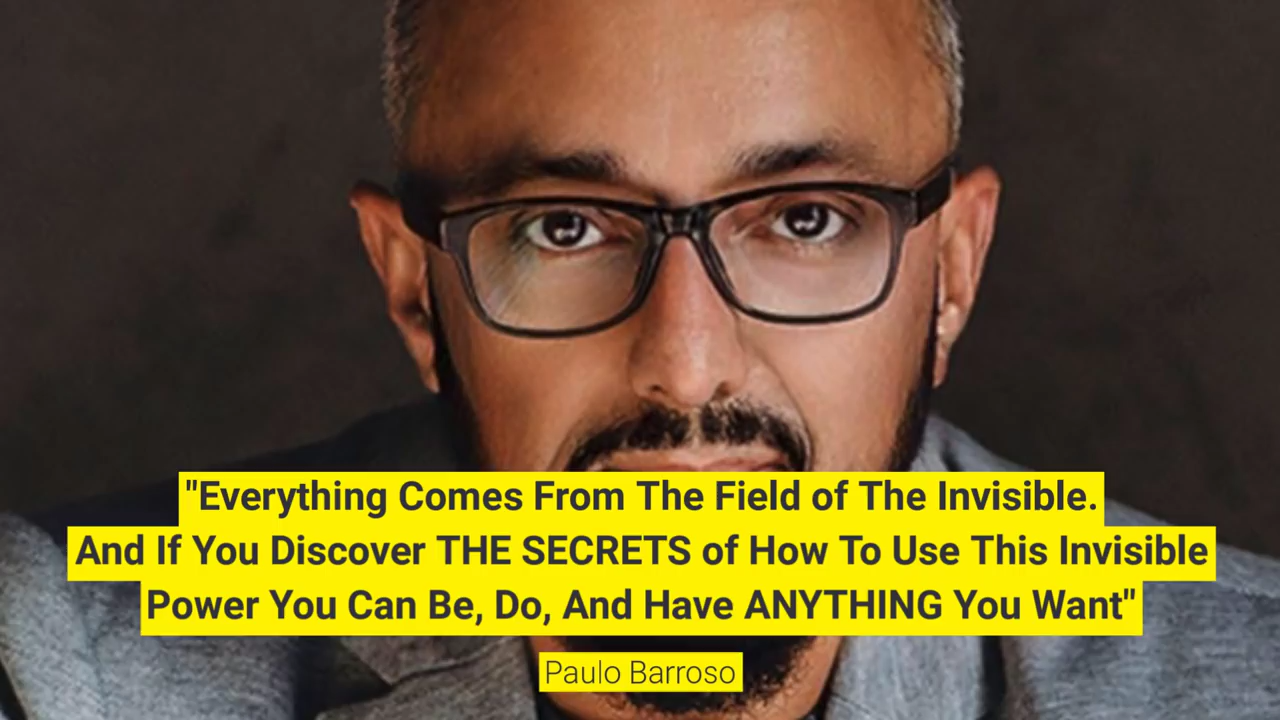 "Everything Comes From The Field of The Invisible.
And If You Discover THE SECRETS of How To Use This Invisible
Power You Can Be, Do, And Have ANYTHING You Want"
Paulo Barroso